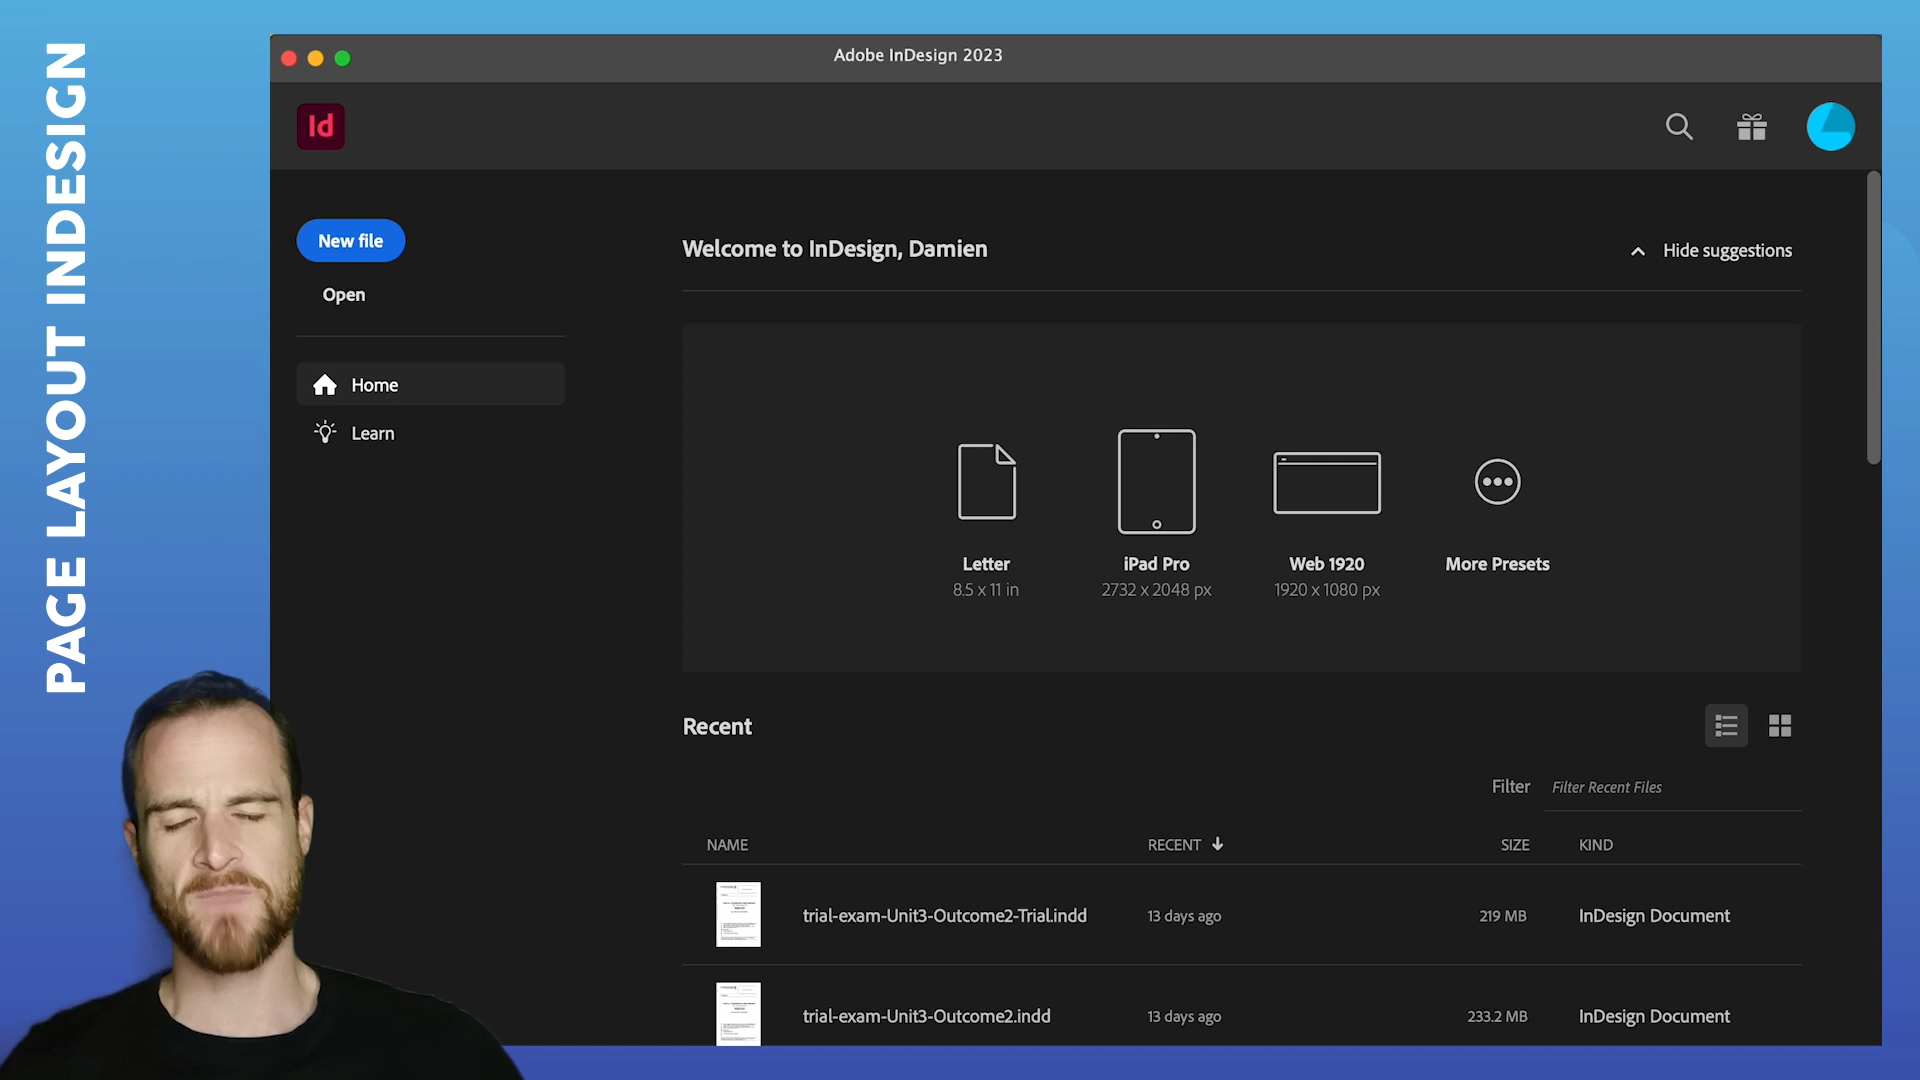 PAGE LAYOUT INDESIGN
Adobe InDesign 2023
Id
New file
Open
Home
Learn
Welcome to InDesign, Damien
Hide suggestions
Letter
8.5 x 11 in
iPad Pro
2732 x 2048 px
Web 1920
1920 x 1080 px
More Presets
Recent
Filter Filter Recent Files
NAME RECENT SIZE KIND
trial-exam-Unit3-Outcome2-Trial.indd 13 days ago 219 MB InDesign Document
trial-exam-Unit3-Outcome2.indd 13 days ago 233.2 MB InDesign Document